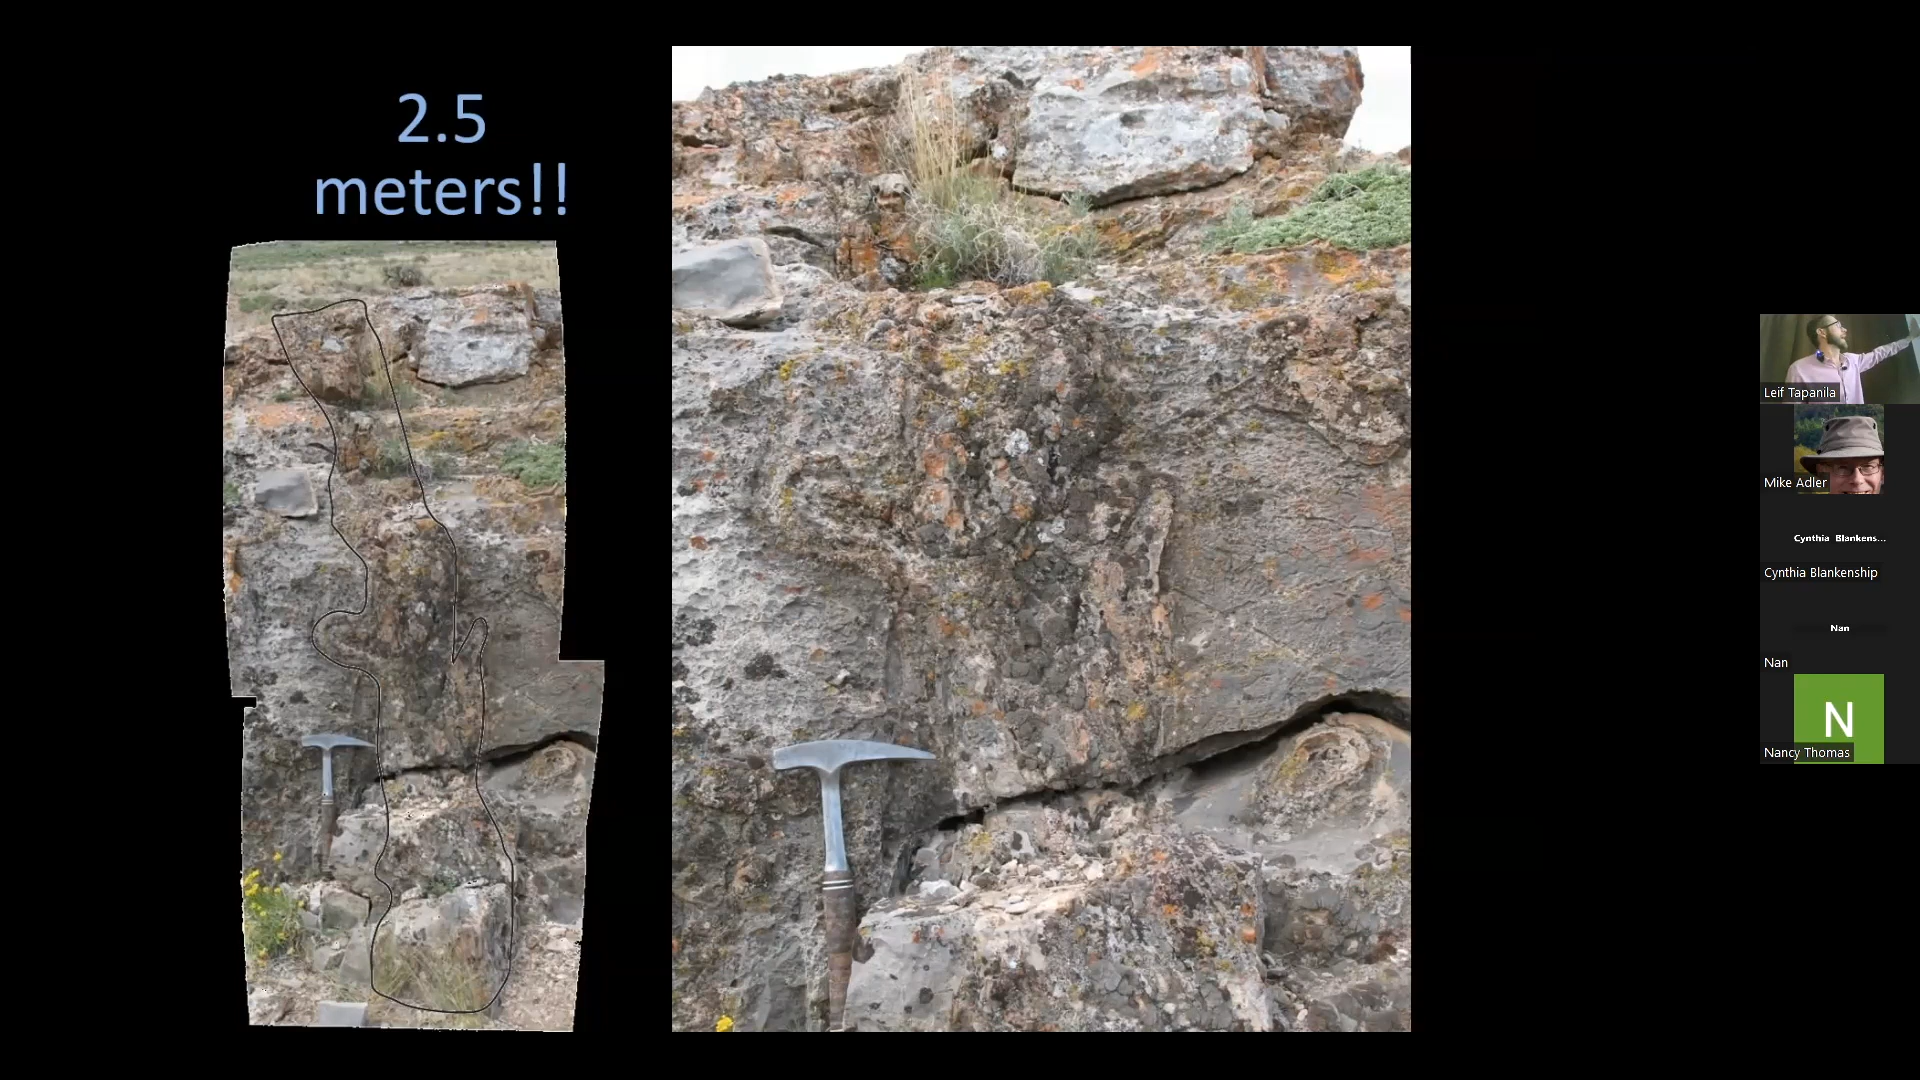 2.5
meters!!
Leif Tapanila
Mike Adler
Cynthia Blankens...
Cynthia Blankenship
Nan
Nan
N
Nancy Thomas